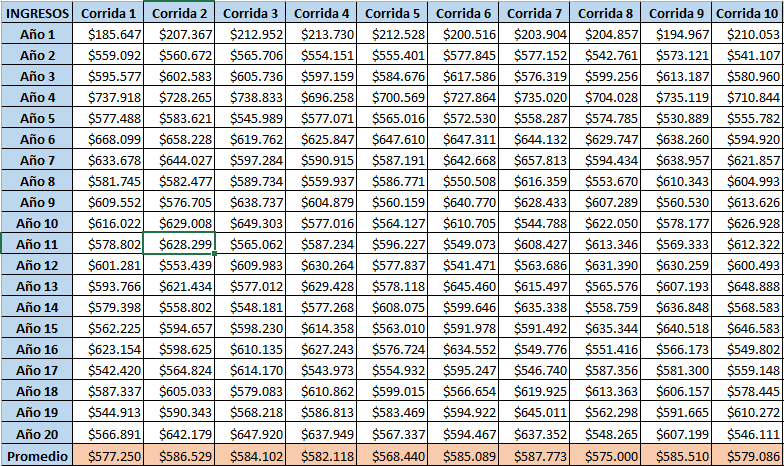 INGRESOS Corrida 1 Corrida 2 Corrida 3 Corrida 4 Corrida 5 Corrida 6 Corrida 7 Corrida 8 Corrida 9 Corrida 10
Año 1 $185.647 $207.367 $212.952 $213.730 $212.528 $200.516 $203.904 $204.857 $194.967 $210.053
Año 2 $559.092 $560.672 $565.706 $554.151 $555.401 $577.845 $577.152 $542.761 $573.121 $541.107
Año 3 $595.577 $602.583 $605.736 $597.159 $584.676 $617.586 $576.319 $599.256 $613.187 $580.960
Año 4 $737.918 $728.265 $738.833 $696.258 $700.569 $727.864 $735.020 $704.028 $735.119 $710.844
Año 5 $577.488 $583.621 $545.989 $577.071 $565.016 $572.530 $558.287 $574.785 $530.889 $555.782
Año 6 $668.099 $658.228 $619.762 $625.847 $647.610 $647.311 $644.132 $629.747 $638.260 $594.920
Año 7 $633.678 $644.027 $597.284 $590.915 $587.191 $642.668 $657.813 $594.434 $638.957 $621.857
Año 8 $581.745 $582.477 $589.734 $559.937 $586.771 $550.508 $616.359 $553.670 $610.343 $604.993
Año 9 $609.552 $576.705 $638.737 $604.879 $560.159 $640.770 $628.433 $607.289 $560.530 $613.626
Año 10 $616.022 $629.008 $649.303 $577.016 $564.127 $610.705 $544.788 $622.050 $578.177 $626.928
Año 11 $578.802 $628.299 $565.062 $587.234 $596.227 $549.073 $608.427 $613.346 $569.333 $612.322
Año 12 $601.281 $553.439 $609.983 $630.264 $577.837 $541.471 $563.686 $631.390 $630.259 $600.493
Año 13 $593.766 $621.434 $577.012 $629.428 $578.118 $645.460 $615.497 $565.576 $607.193 $648.888
Año 14 $579.398 $558.802 $548.181 $577.268 $608.075 $599.646 $635.338 $558.759 $636.848 $568.583
Año 15 $562.225 $594.657 $598.230 $614.358 $563.010 $591.978 $591.492 $635.344 $640.518 $646.583
Año 16 $623.154 $598.625 $610.135 $627.243 $576.724 $634.552 $549.776 $551.416 $566.173 $549.802
Año 17 $542.420 $564.824 $614.170 $543.973 $554.932 $595.247 $546.740 $587.356 $581.300 $559.148
Año 18 $587.337 $605.033 $579.083 $610.862 $599.015 $566.654 $619.925 $613.363 $606.157 $578.445
Año 19 $544.913 $590.343 $568.218 $586.813 $583.469 $594.922 $645.011 $562.298 $591.665 $610.272
Año 20 $566.891 $642.179 $647.920 $637.949 $567.337 $594.467 $637.352 $548.265 $607.199 $546.111
Promedio $577.250 $586.529 $584.102 $582.118 $568.440 $585.089 $587.773 $575.000 $585.510 $579.086